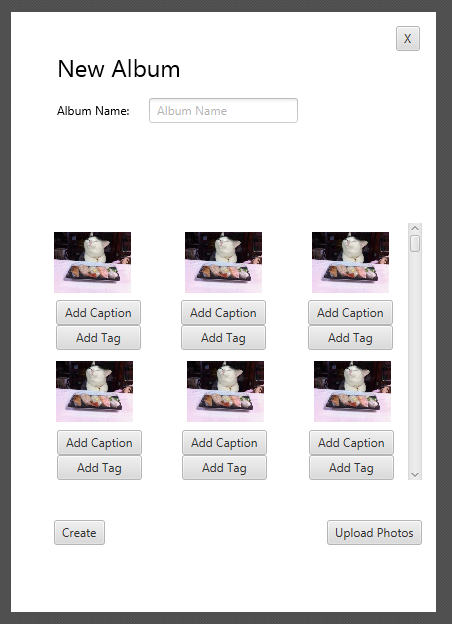 X
New Album
Album Name: Album Name
Add Caption Add Caption Add Caption
Add Tag Add Tag Add Tag
Add Caption Add Caption Add Caption
Add Tag Add Tag Add Tag
Create Upload Photos